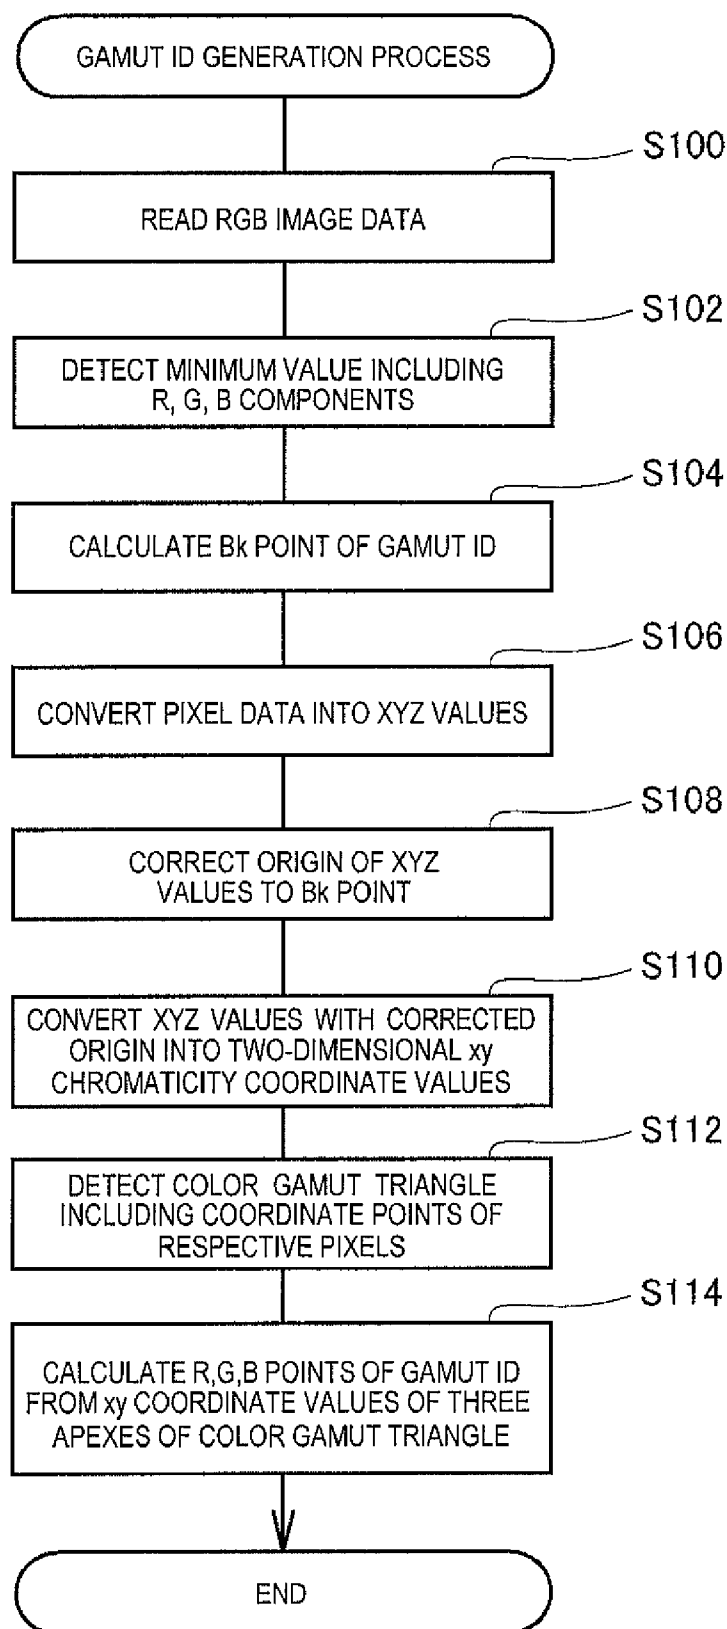 GAMUT ID GENERATION PROCESS
S100
READ RGB IMAGE DATA
S102
DETECT MINIMUM VALUE INCLUDING
R, G, B COMPONENTS
S104
CALCULATE Bk POINT OF GAMUT ID
S106
CONVERT PIXEL DATA INTO XYZ VALUES
S108
CORRECT ORIGIN OF XYZ
VALUES TO Bk POINT
S110
CONVERT XYZ VALUES WITH CORRECTED
ORIGIN INTO TWO-DIMENSIONAL xy
CHROMATICITY COORDINATE VALUES
S112
DETECT COLOR GAMUT TRIANGLE
INCLUDING COORDINATE POINTS OF
RESPECTIVE PIXELS
S114
CALCULATE R,G,B POINTS OF GAMUT ID
FROM xy COORDINATE VALUES OF THREE
APEXES OF COLOR GAMUT TRIANGLE
END